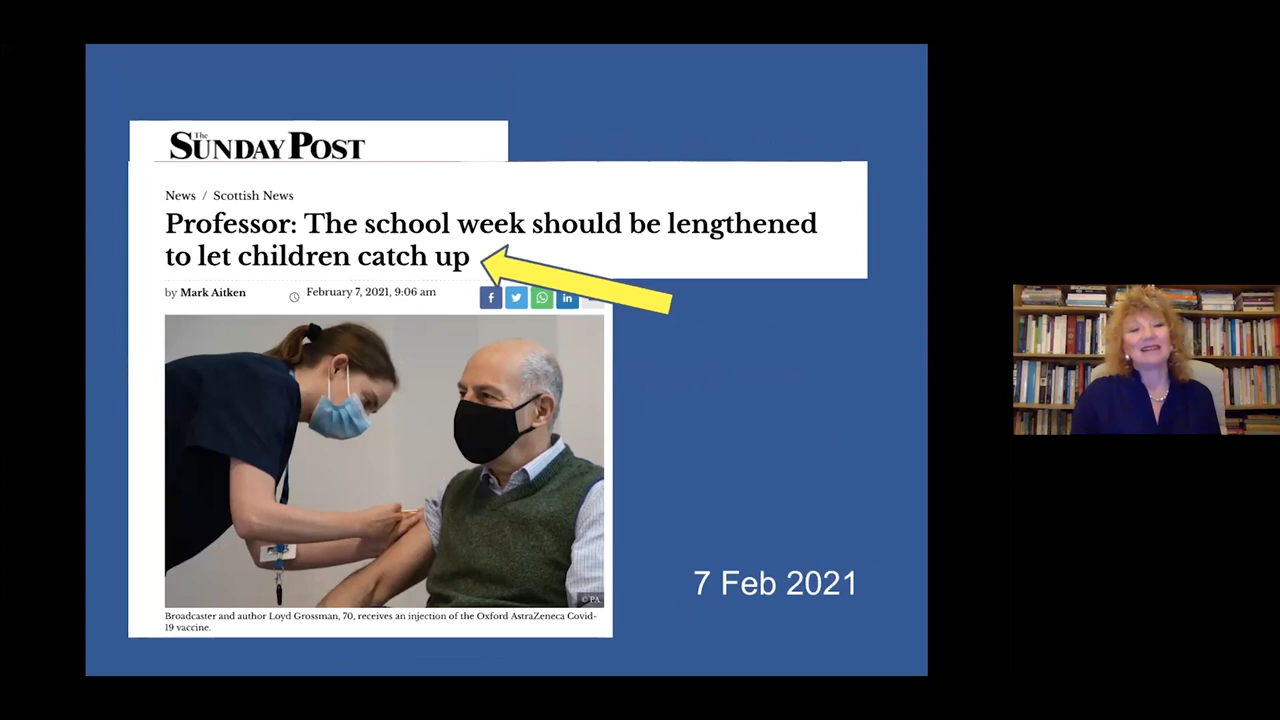 The
SUNDAY POST
News / Scottish News
Professor: The school week should be lengthened
to let children catch up
by Mark Aitken February 7, 2021, 9:06 am
f in
© PA
Broadcaster and author Loyd Grossman, 70, receives an injection of the Oxford AstraZeneca Covid-
19 vaccine.
7 Feb 2021